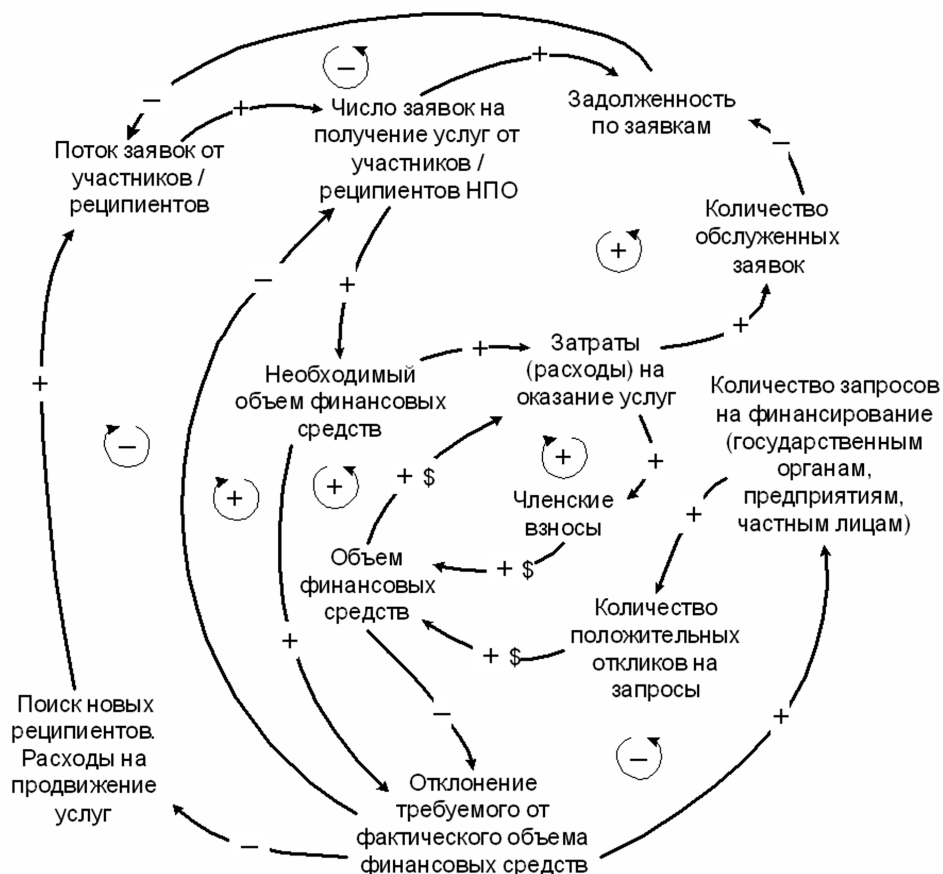 Поток заявок от
участников /
реципиентов
Число заявок на
получение услуг от
участников /
реципиентов НПО
Задолженность
по заявкам
Количество
обслуженных
заявок
Необходимый
объем финансовых
средств
Затраты
(расходы) на
оказание услуг
Количество запросов
на финансирование
(государственным
органам,
предприятиям,
частным лицам)
Членские
взносы
Объем
финансовых
средств
Количество
положительных
откликов на
запросы
Поиск новых
реципиентов.
Расходы на
продвижение
услуг
Отклонение
требуемого от
фактического объема
финансовых средств
−
+
−
+
−
+
−
+
+
+
+
−
+
+
+ $
+
+
+
+ $
+
+ $
+
−
−
+
−